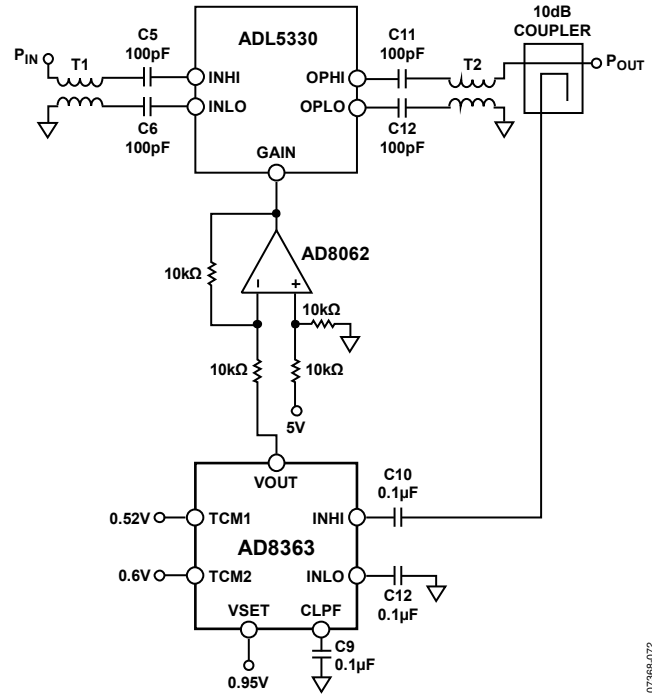 10dB
COUPLER
P_IN
T1
C5
100pF
C6
100pF
ADL5330
INHI
INLO
OPHI
OPLO
GAIN
C11
100pF
C12
100pF
T2
P_OUT
AD8062
10kΩ
–
+
10kΩ
10kΩ
10kΩ
5V
VOUT
C10
0.1µF
0.52V
TCM1
INHI
AD8363
0.6V
TCM2
INLO
C12
0.1µF
VSET
CLPF
C9
0.1µF
0.95V
07368-072